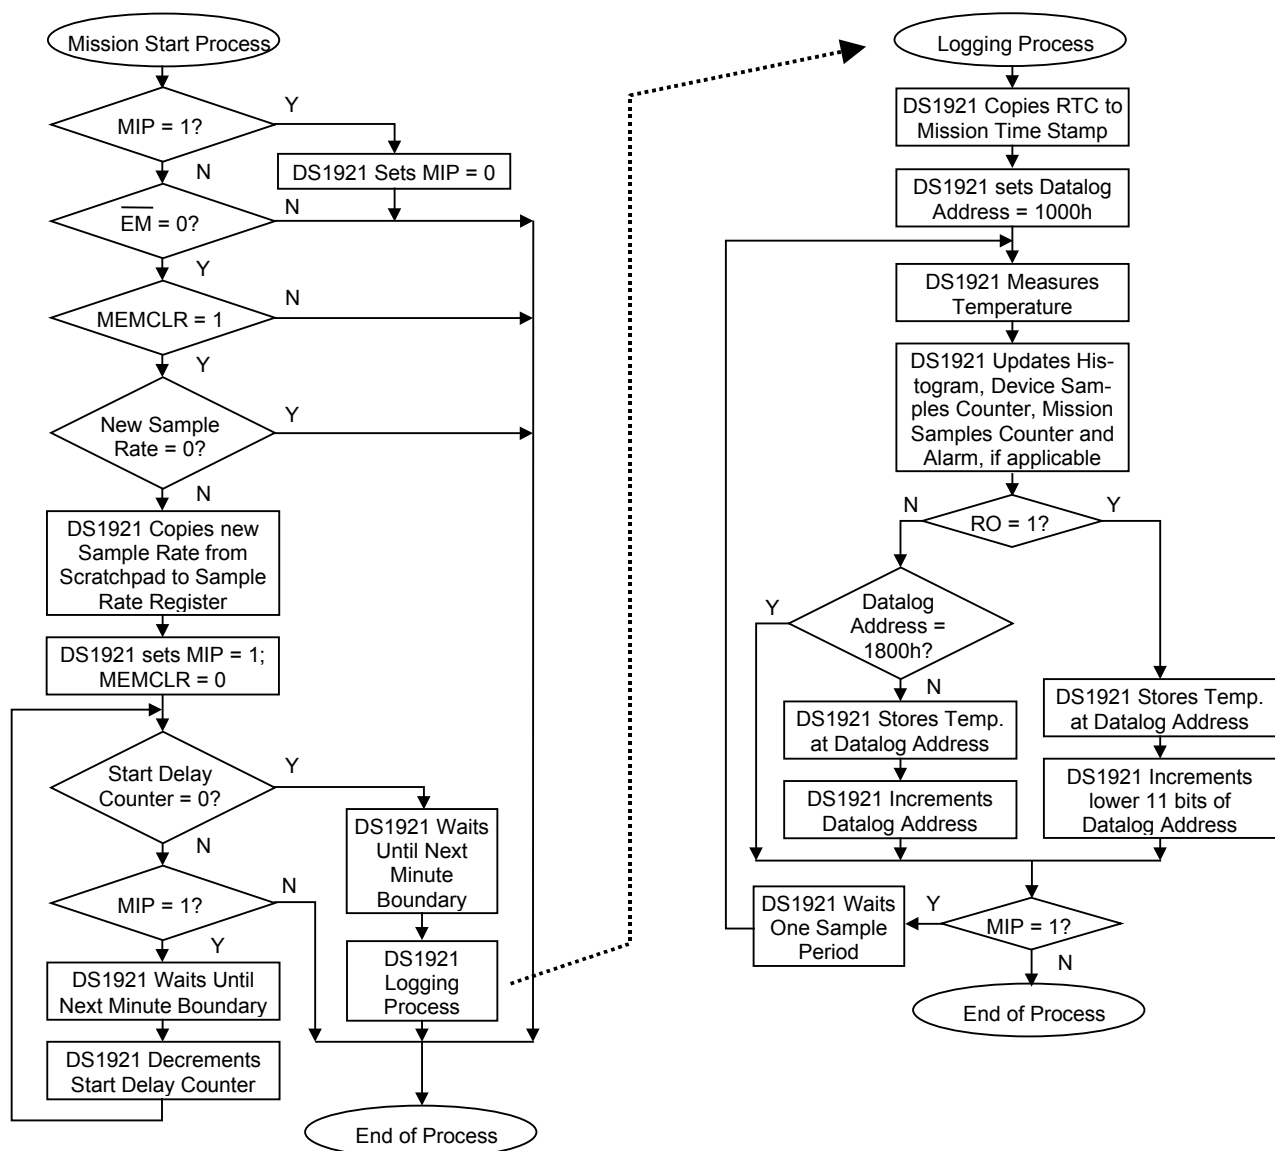 Mission Start Process
MIP = 1?
Y
DS1921 Sets MIP = 0
N
EM = 0?
N
Y
MEMCLR = 1
N
Y
New Sample
Rate = 0?
Y
N
DS1921 Copies new
Sample Rate from
Scratchpad to Sample
Rate Register
DS1921 sets MIP = 1;
MEMCLR = 0
Start Delay
Counter = 0?
Y
N
MIP = 1?
N
Y
DS1921 Waits Until
Next Minute Boundary
DS1921 Decrements
Start Delay Counter
DS1921 Waits
Until Next
Minute
Boundary
DS1921
Logging
Process
End of Process
Logging Process
DS1921 Copies RTC to
Mission Time Stamp
DS1921 sets Datalog
Address = 1000h
DS1921 Measures
Temperature
DS1921 Updates His-
togram, Device Sam-
ples Counter, Mission
Samples Counter and
Alarm, if applicable
N
RO = 1?
Y
Y
Datalog
Address =
1800h?
N
DS1921 Stores Temp.
at Datalog Address
DS1921 Increments
Datalog Address
DS1921 Stores Temp.
at Datalog Address
DS1921 Increments
lower 11 bits of
Datalog Address
DS1921 Waits
One Sample
Period
Y
MIP = 1?
N
End of Process